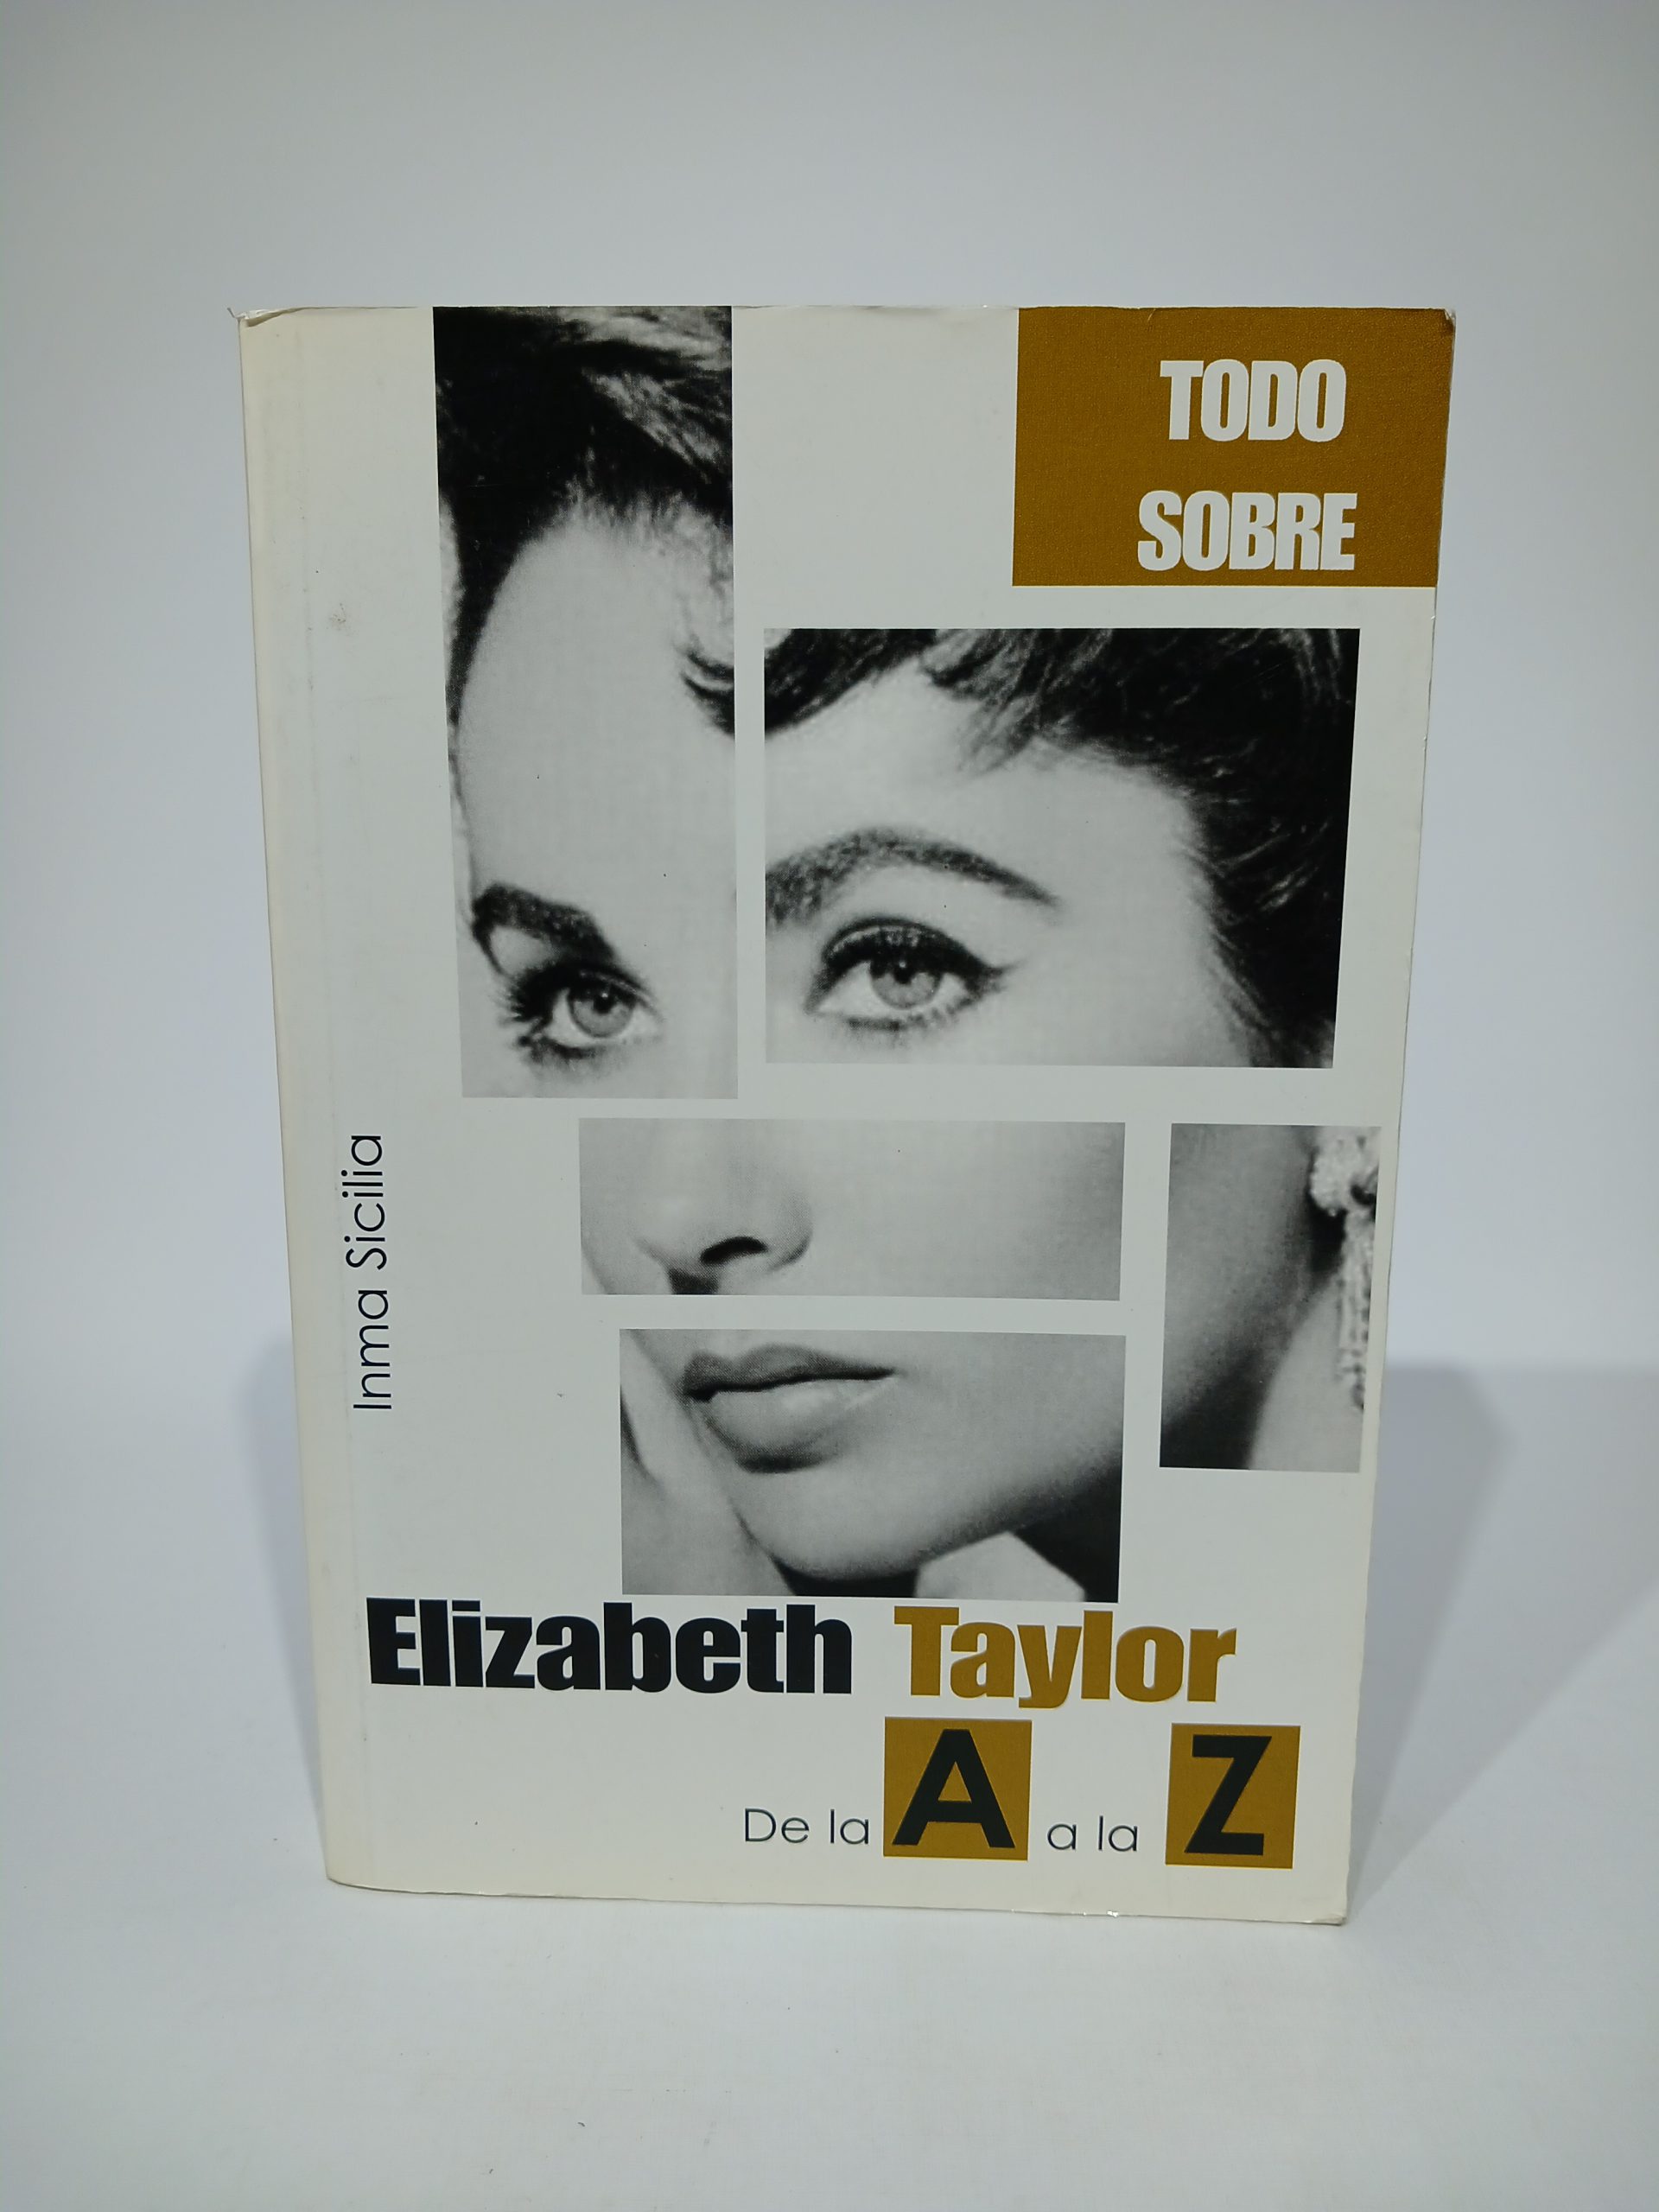 TODO
SOBRE
Inma Sicilia
Elizabeth Taylor
De la A a la Z